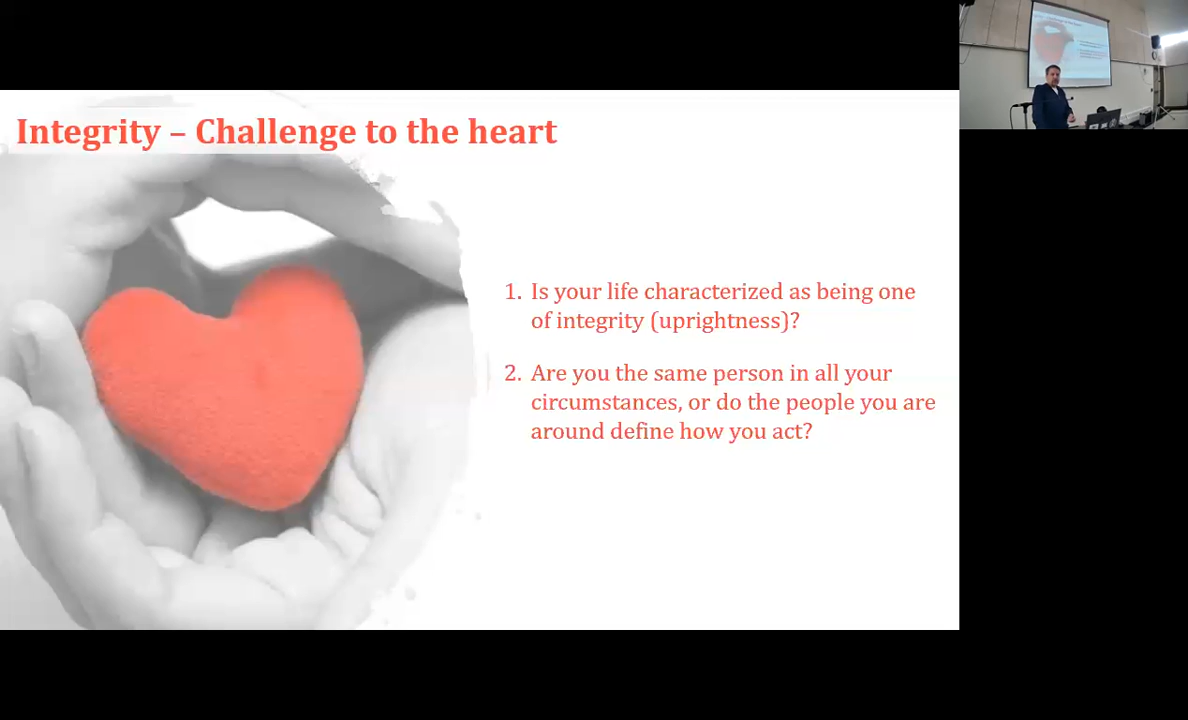 Integrity – Challenge to the heart
1. Is your life characterized as being one
of integrity (uprightness)?
2. Are you the same person in all your
circumstances, or do the people you are
around define how you act?